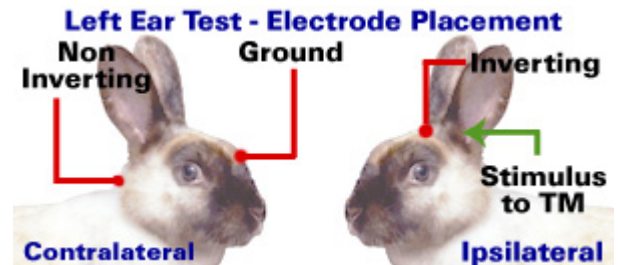 Left Ear Test - Electrode Placement
Non
Inverting
Ground
Inverting
Stimulus
to TM
Contralateral
Ipsilateral